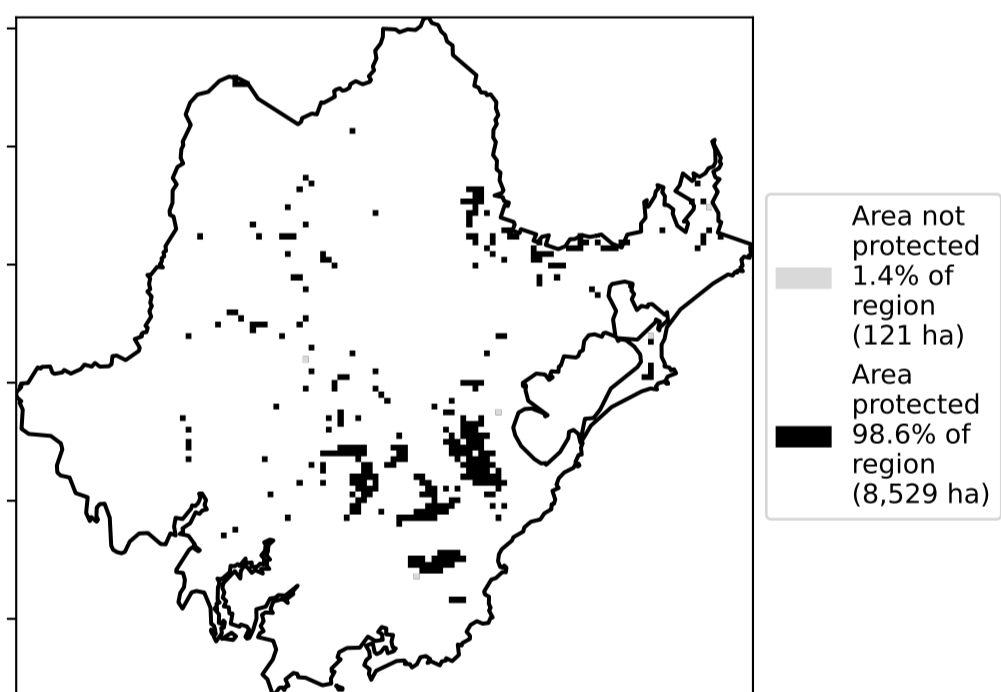 Area not
protected
1.4% of
region
(121 ha)
Area
protected
98.6% of
region
(8,529 ha)